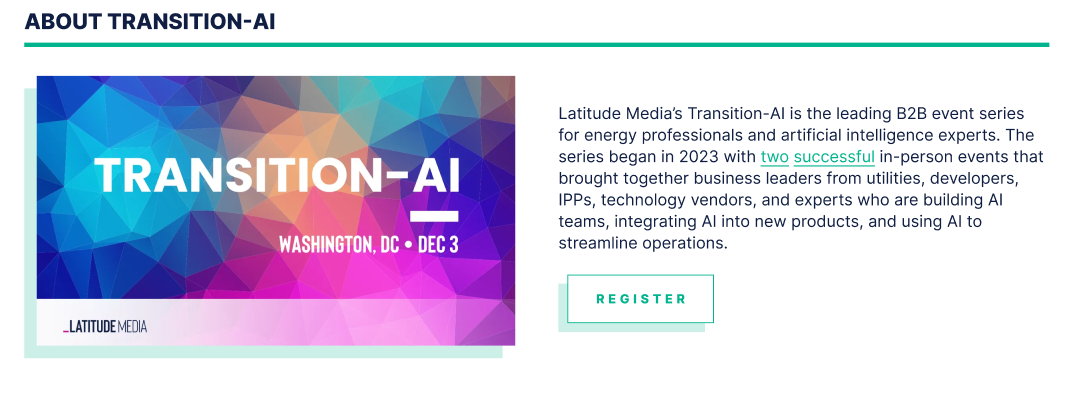 ABOUT TRANSITION-AI
TRANSITION-AI
WASHINGTON, DC • DEC 3
_LATITUDE MEDIA
Latitude Media’s Transition-AI is the leading B2B event series
for energy professionals and artificial intelligence experts. The
series began in 2023 with two successful in-person events that
brought together business leaders from utilities, developers,
IPPs, technology vendors, and experts who are building AI
teams, integrating AI into new products, and using AI to
streamline operations.
REGISTER